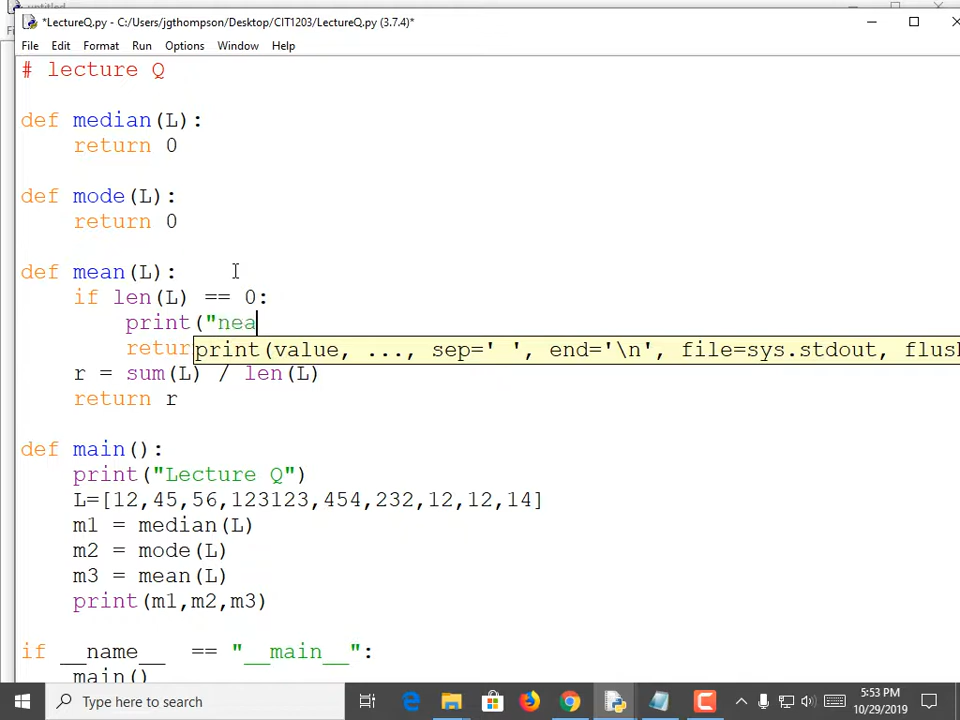 untitled
*LectureQ.py - C:/Users/jgthompson/Desktop/CIT1203/LectureQ.py (3.7.4)*
File Edit Format Run Options Window Help
# lecture Q
def median(L):
    return 0
def mode(L):
    return 0
def mean(L):
    if len(L) == 0:
        print("nea
        retur
print(value, ..., sep=' ', end='\n', file=sys.stdout, flush
    r = sum(L) / len(L)
    return r
def main():
    print("Lecture Q")
    L=[12,45,56,123123,454,232,12,12,14]
    m1 = median(L)
    m2 = mode(L)
    m3 = mean(L)
    print(m1,m2,m3)
if __name__  == "__main__":
    main()
Type here to search
5:53 PM
10/29/2019